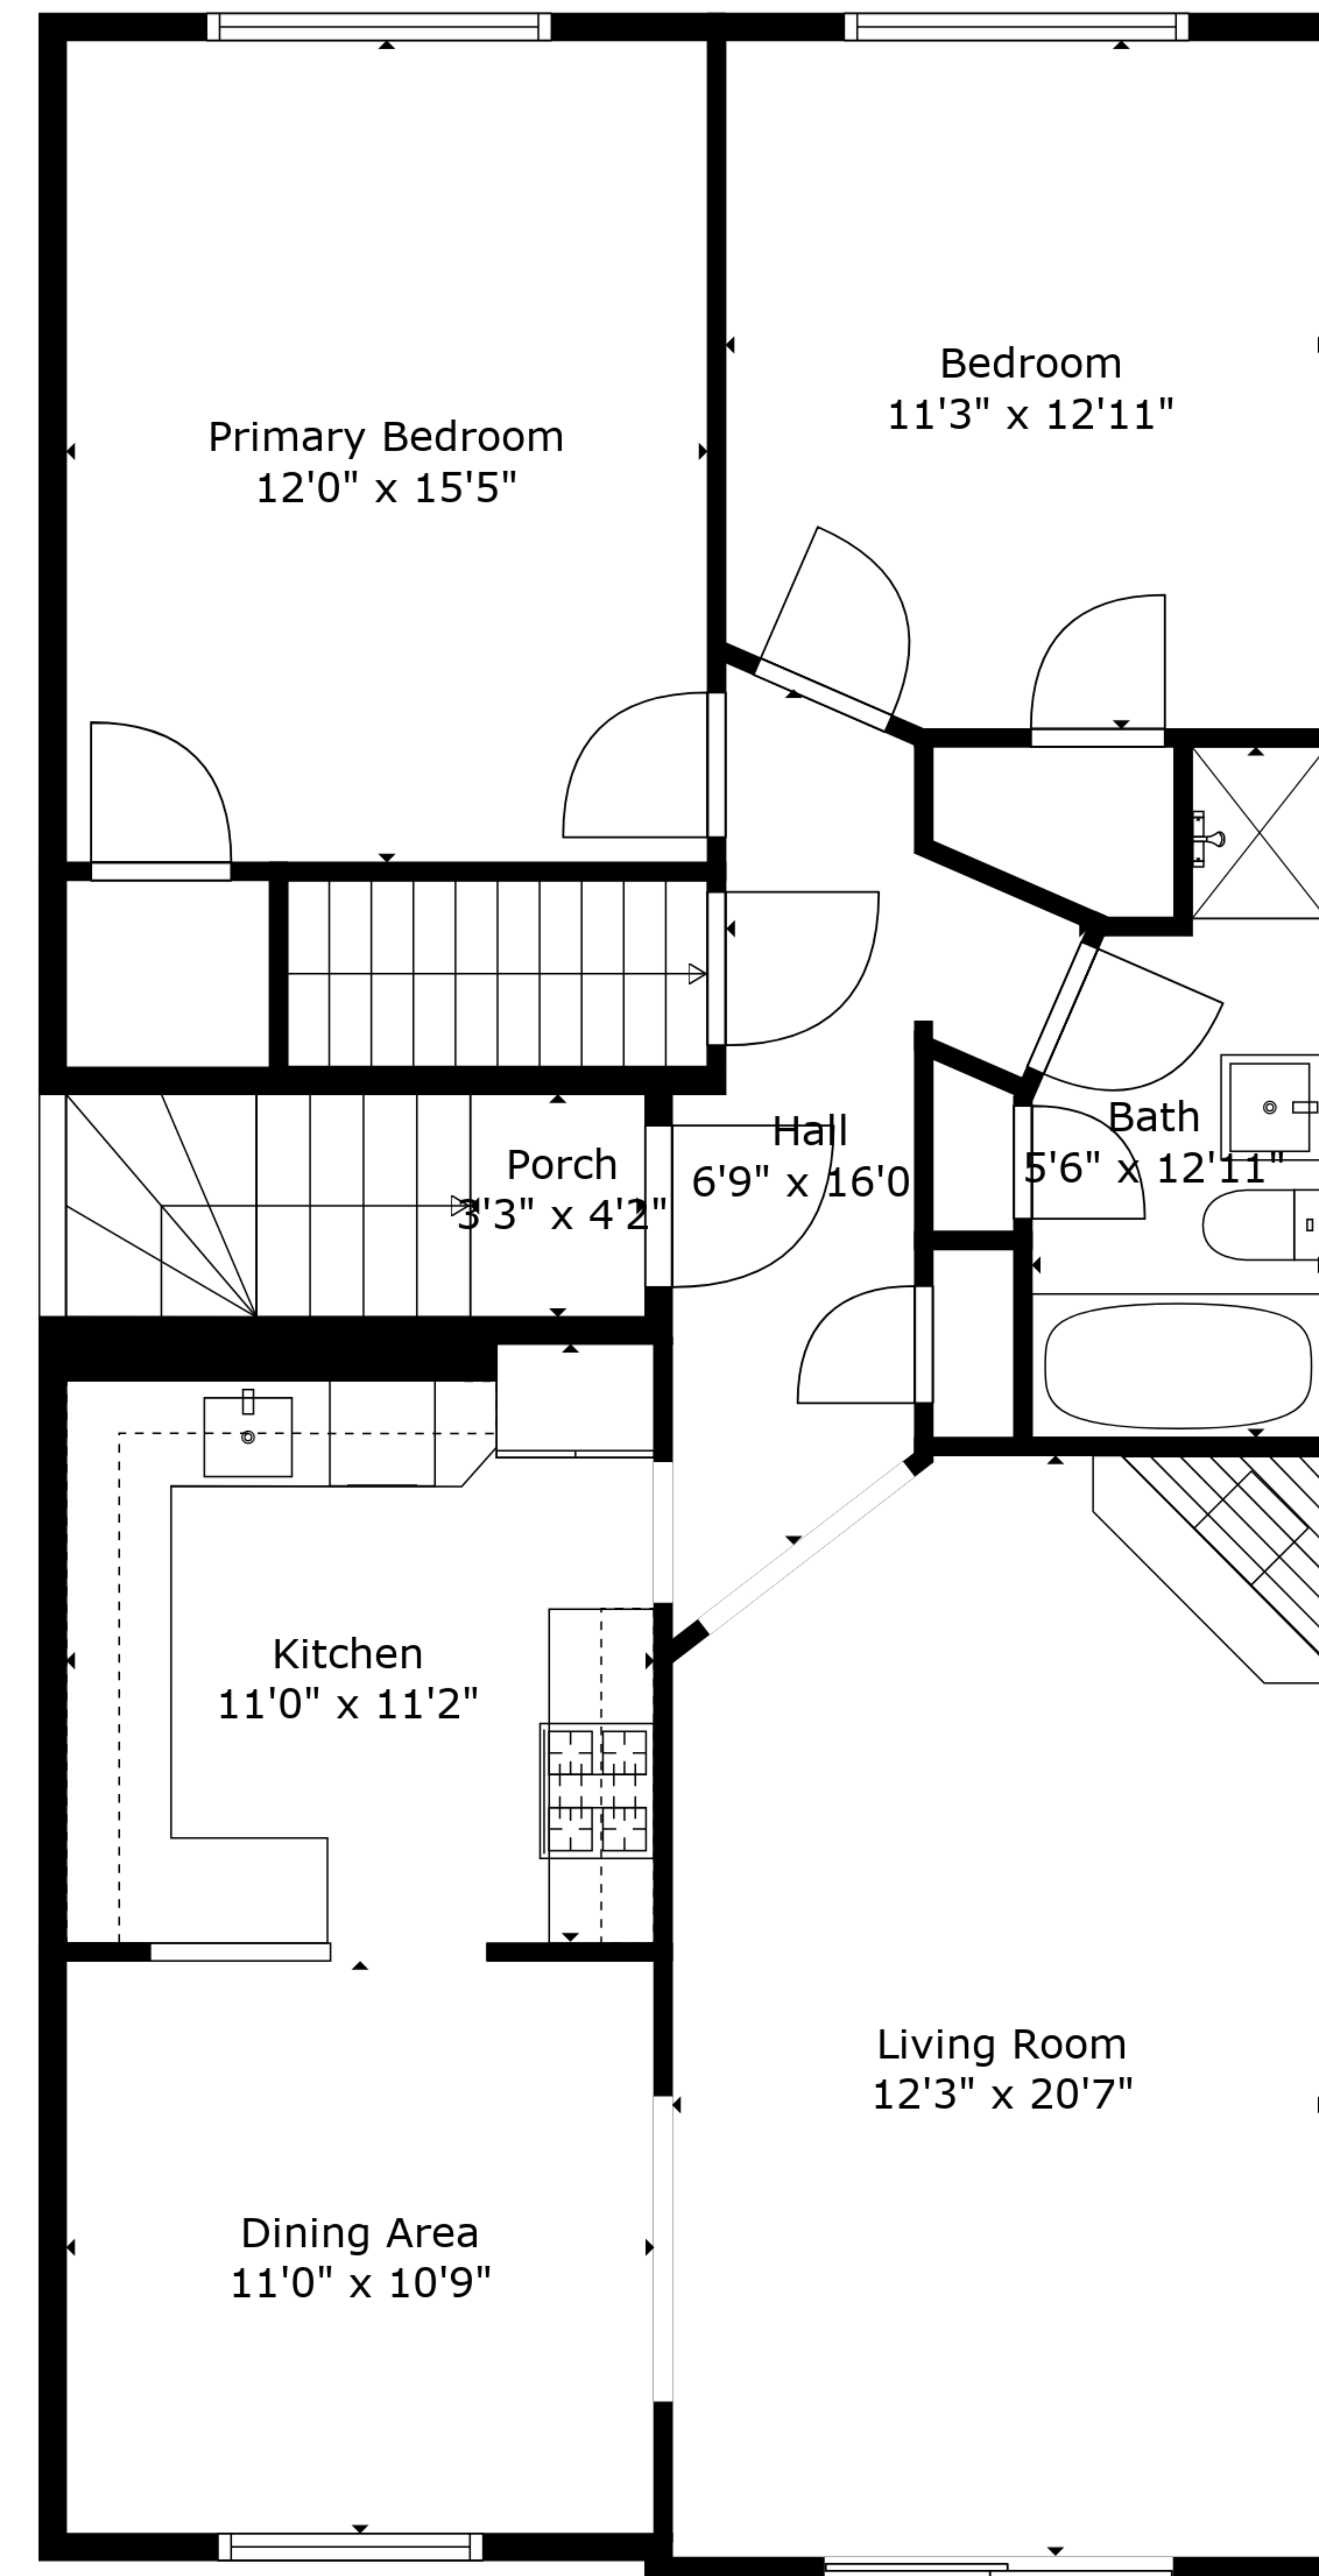 Bedroom
11'3" x 12'11"
Primary Bedroom
12'0" x 15'5"
Hall
6'9" x 16'0
Bath
5'6" x 12'11"
Porch
3'3" x 4'2"
Kitchen
11'0" x 11'2"
Living Room
12'3" x 20'7"
Dining Area
11'0" x 10'9"